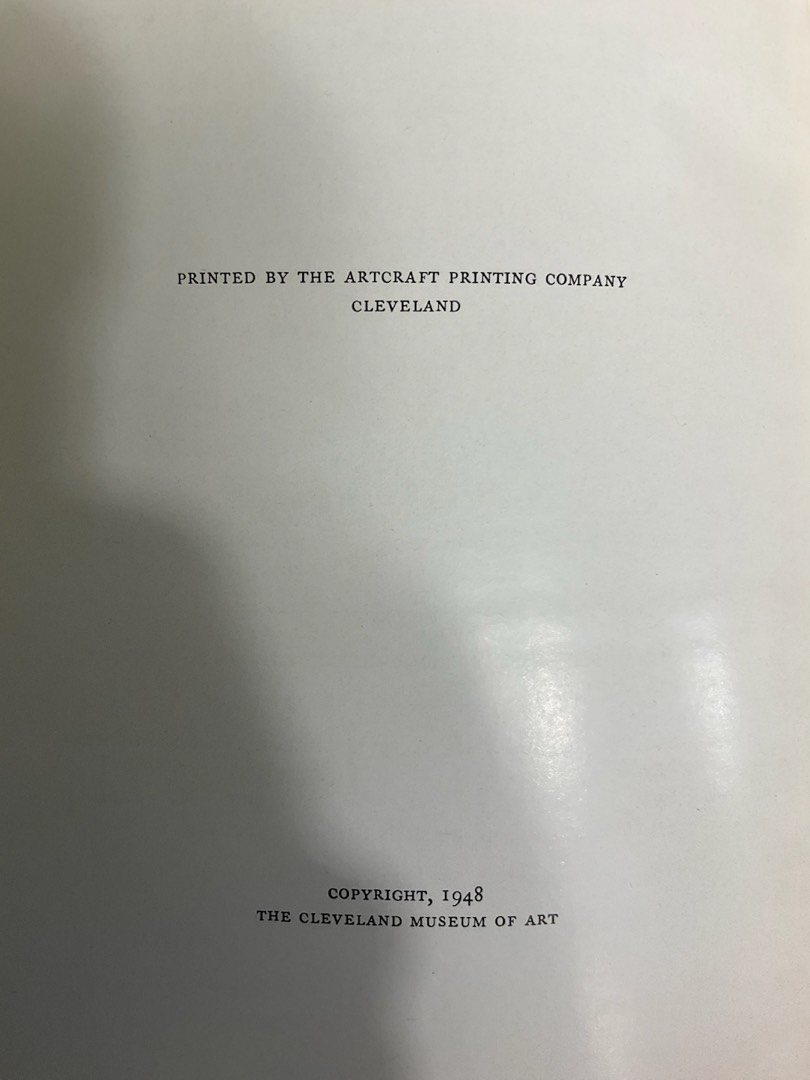 PRINTED BY THE ARTCRAFT PRINTING COMPANY
CLEVELAND
COPYRIGHT, 1948
THE CLEVELAND MUSEUM OF ART